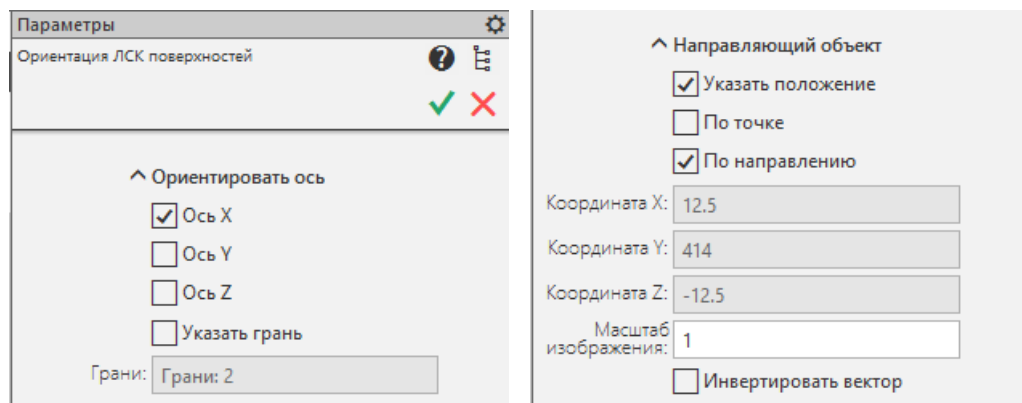 Параметры
Ориентация ЛСК поверхностей
Ориентировать ось
Ось X
Ось Y
Ось Z
Указать грань
Грани: Грани: 2
Направляющий объект
Указать положение
По точке
По направлению
Координата X: 12.5
Координата Y: 414
Координата Z: -12.5
Масштаб
изображения: 1
Инвертировать вектор